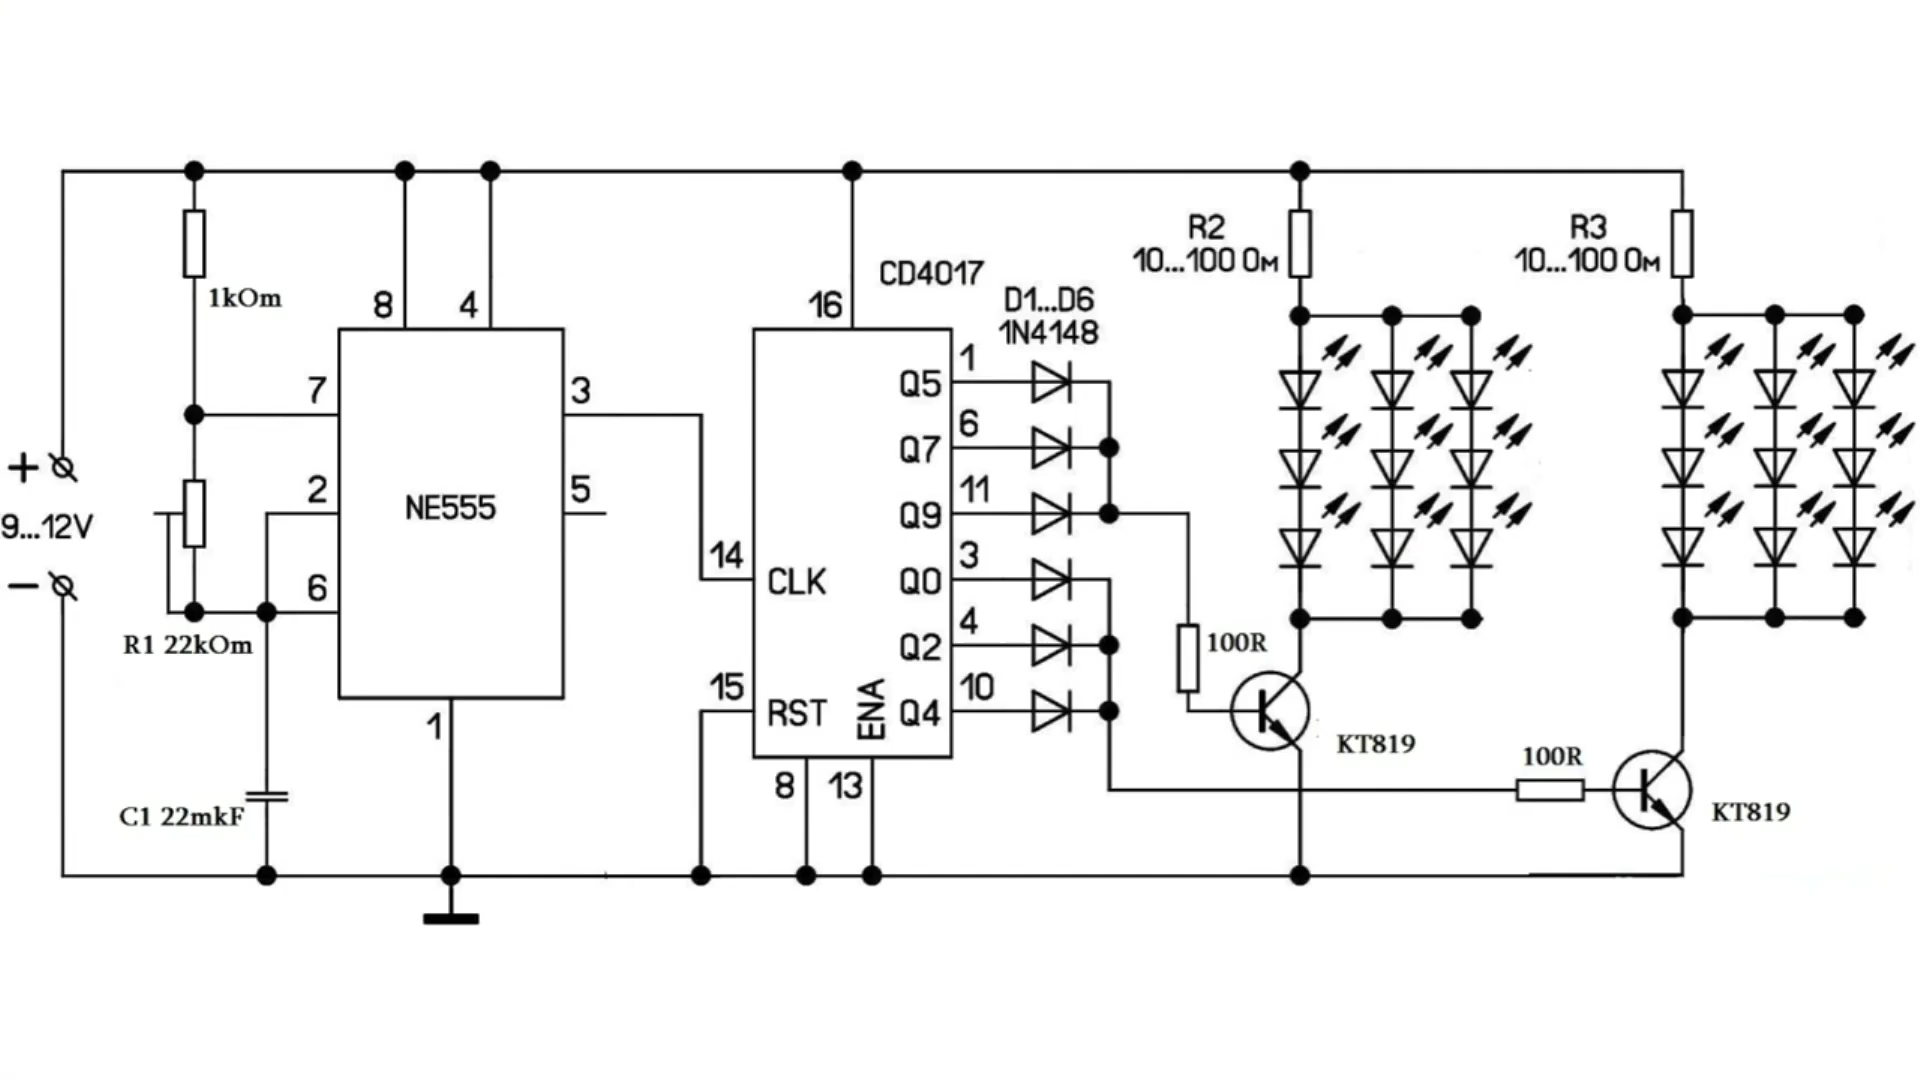 R2
10...100 Ом
R3
10...100 Ом
CD4017
1kOm
8
4
16
D1...D6
1N4148
7
3
Q5
1
Q7
6
+
9...12V
−
2
NE555
5
Q9
11
14
CLK
Q0
3
6
R1 22kOm
Q2
4
100R
15
RST
ENA
Q4
10
1
KT819
100R
8
13
C1 22mkF
KT819